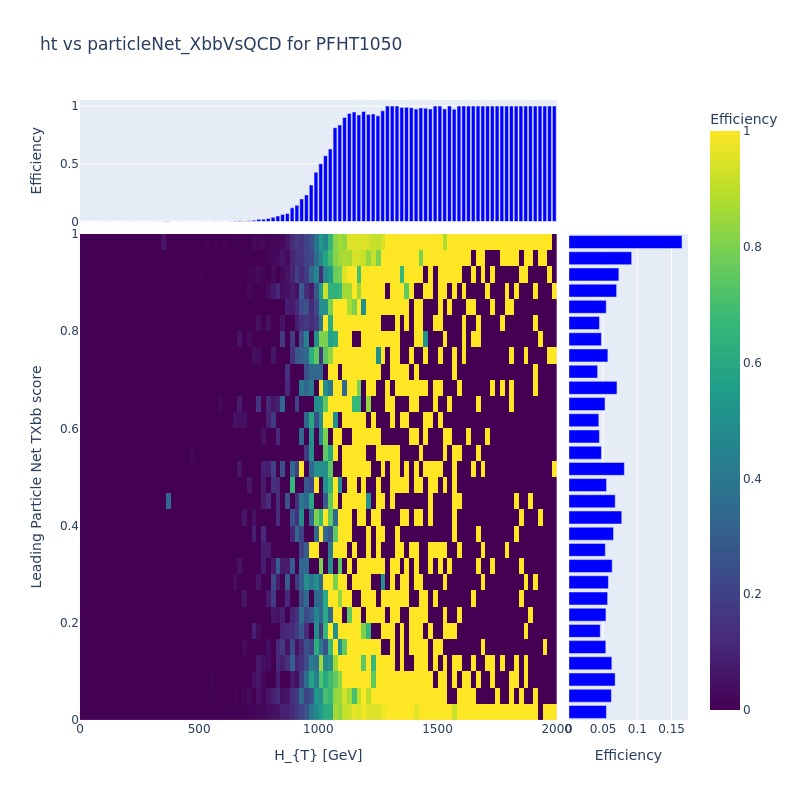 ht vs particleNet_XbbVsQCD for PFHT1050
Efficiency
1
0.5
0
Efficiency
1
0.8
0.6
0.4
0.2
0
Leading Particle Net TXbb score
1
0.8
0.6
0.4
0.2
0
0 500 1000 1500 2000
H_{T} [GeV]
0 0.05 0.1 0.15
Efficiency